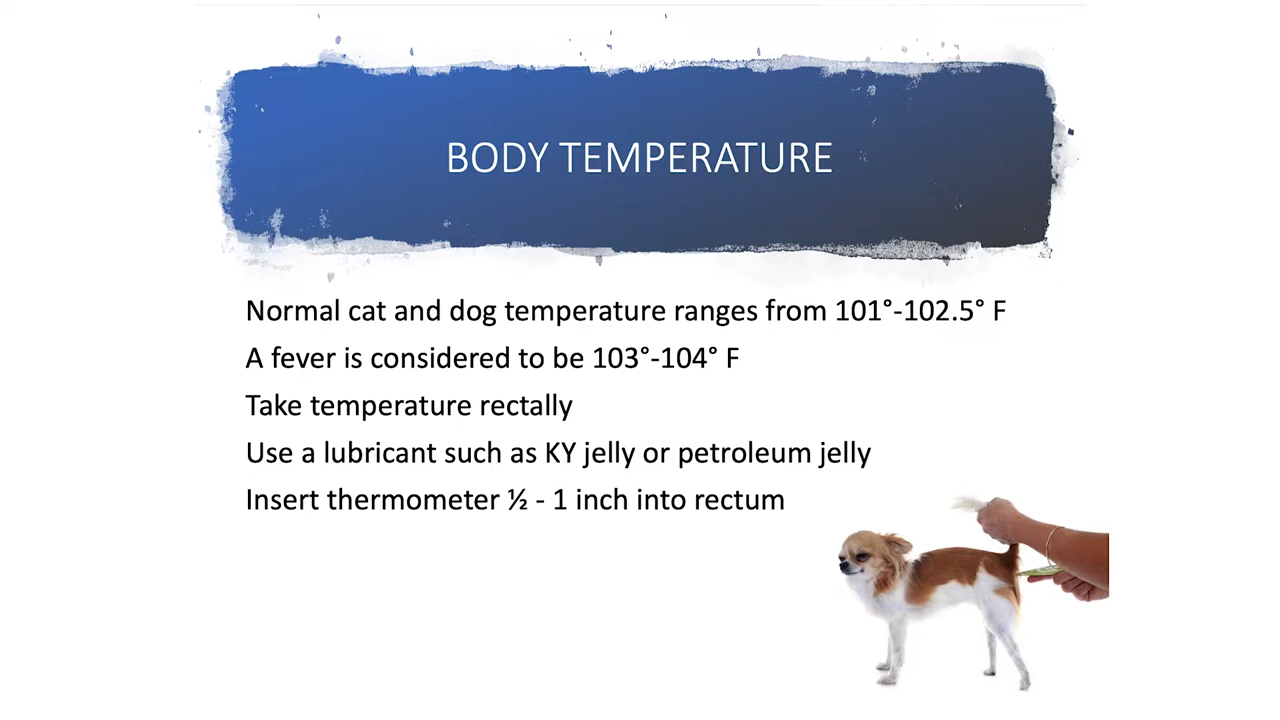 BODY TEMPERATURE
Normal cat and dog temperature ranges from 101°-102.5° F
A fever is considered to be 103°-104° F
Take temperature rectally
Use a lubricant such as KY jelly or petroleum jelly
Insert thermometer ½ - 1 inch into rectum